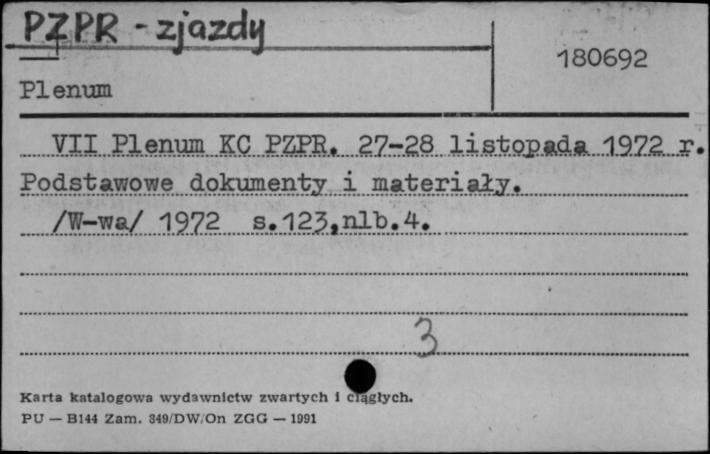 PZPR - zjazdy
180692
Plenum
VII Plenum KC PZPR. 27-28 listopada 1972 r.
Podstawowe dokumenty i materiały.
/W-wa/ 1972 s.123,nlb.4.
3
Karta katalogowa wydawnictw zwartych i ciągłych.
PU — B144 Zam. 349/DW/On ZGG — 1991